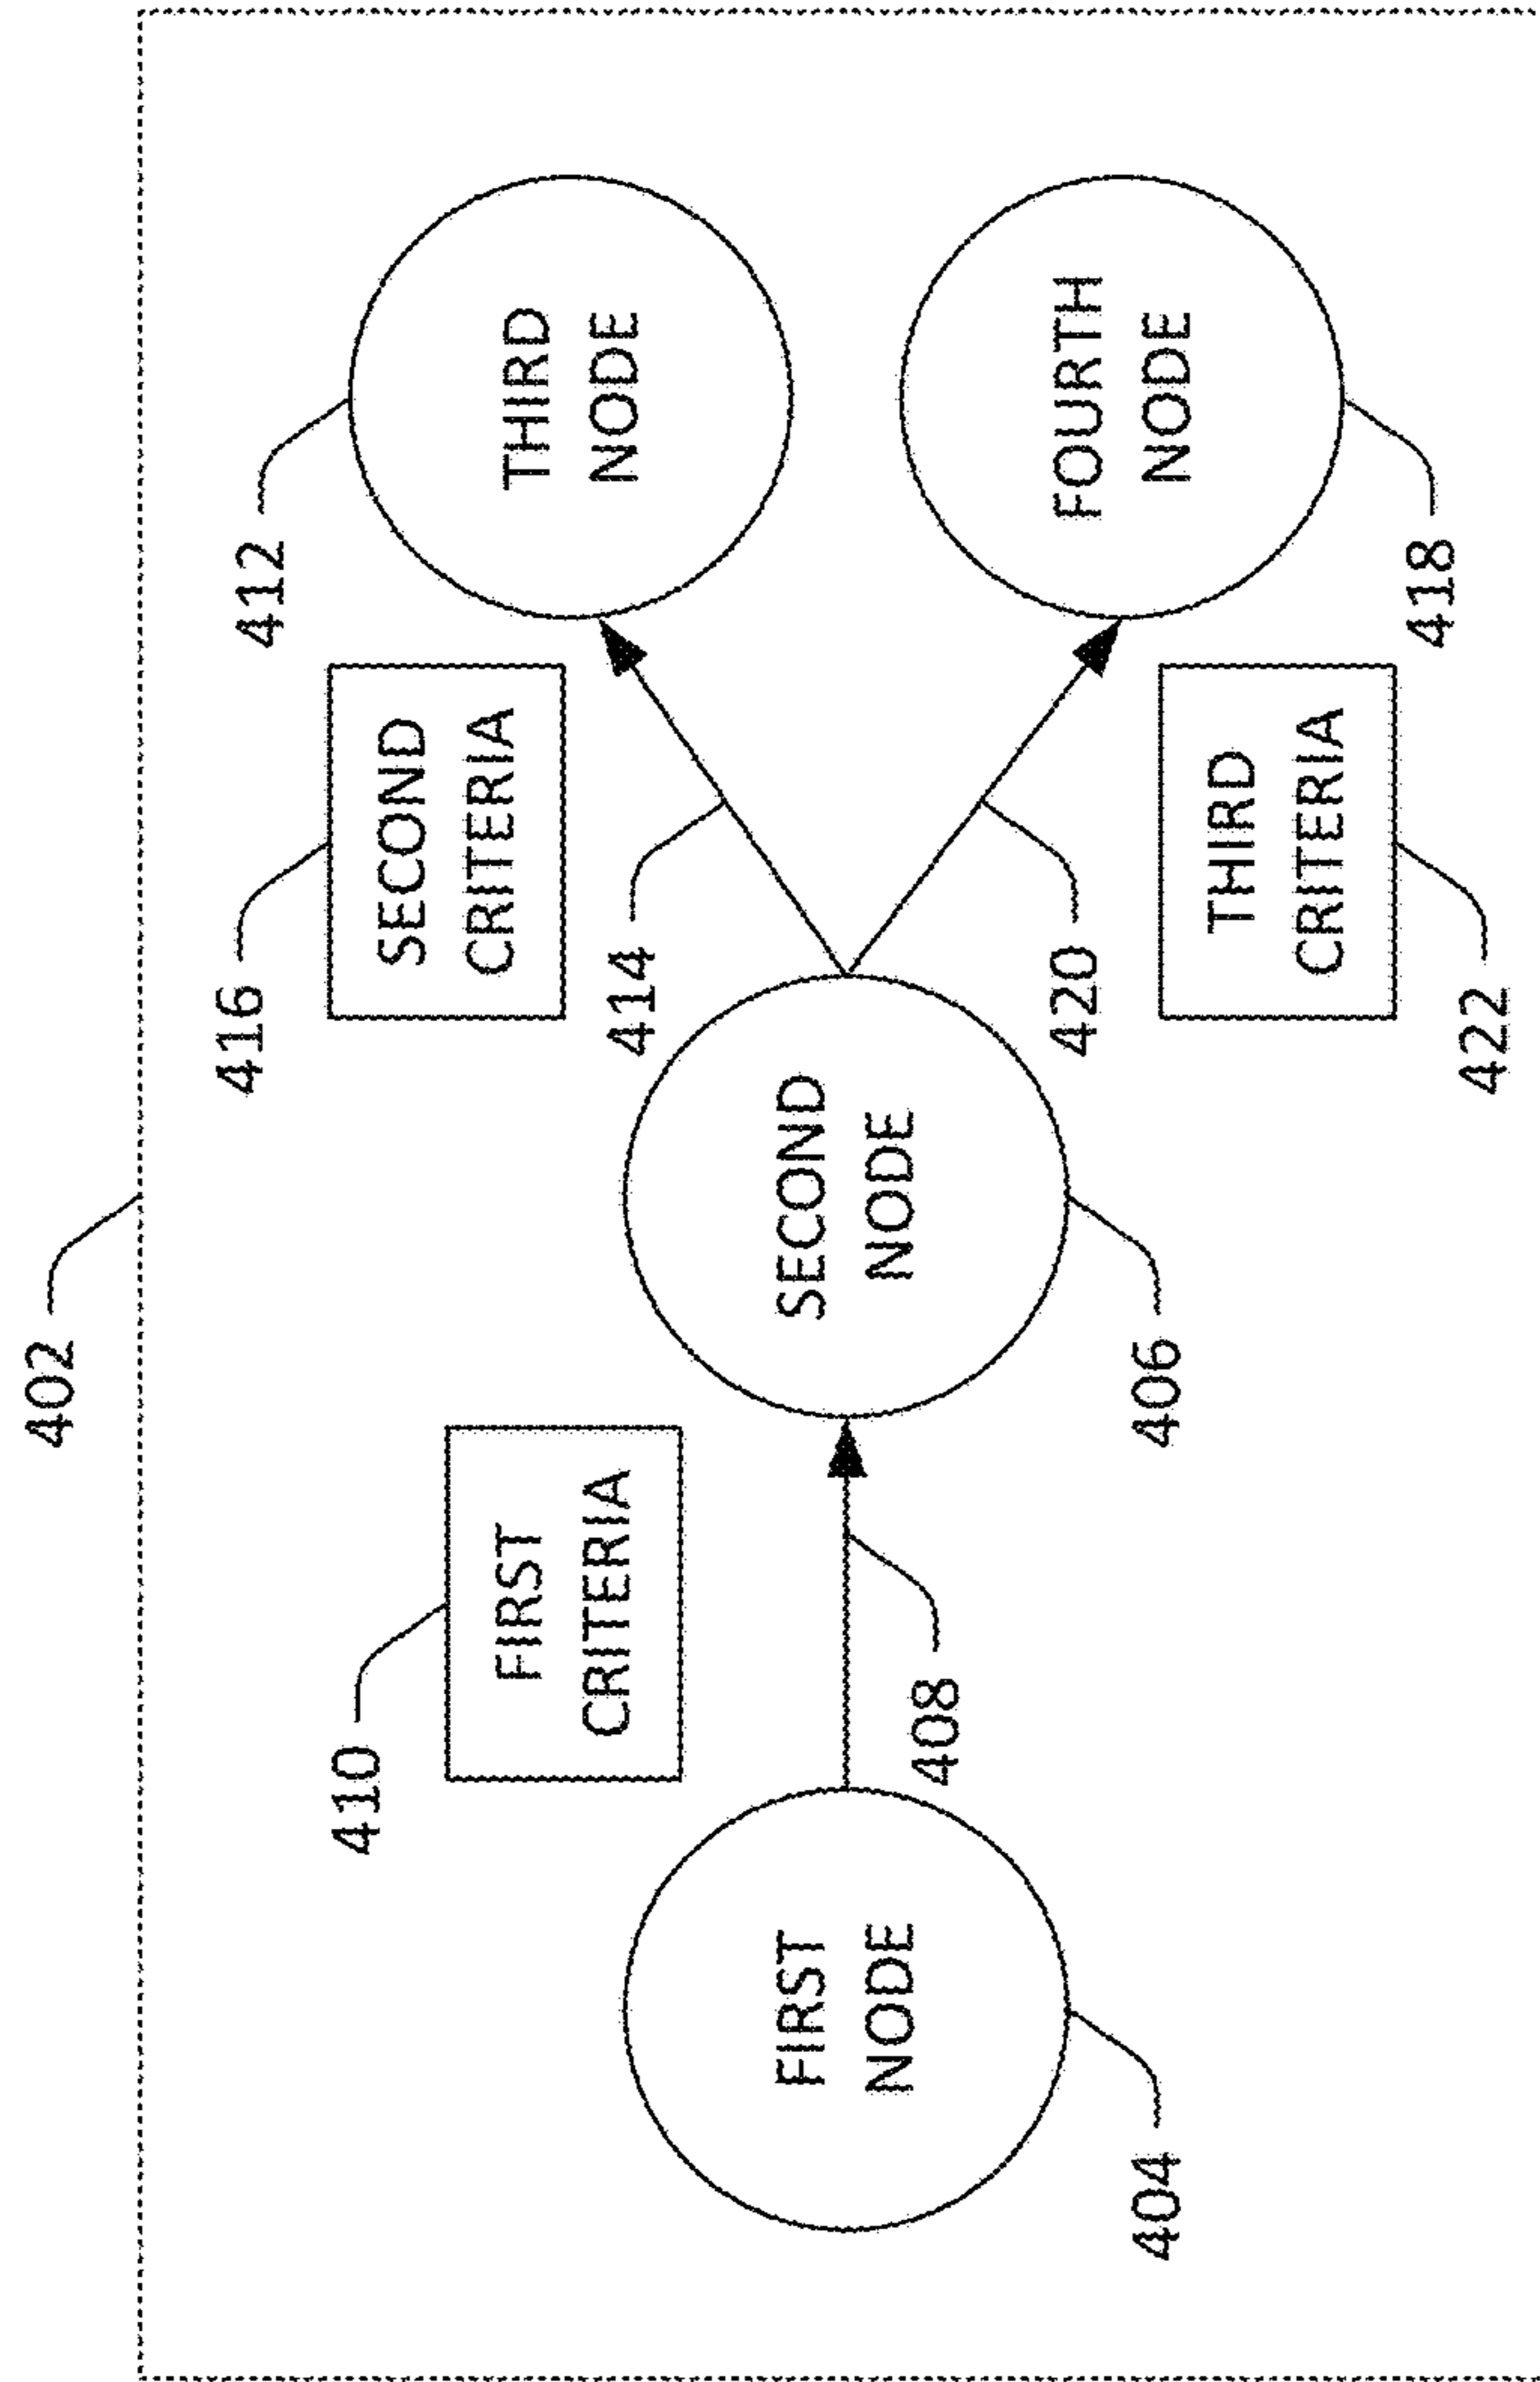 402
416
SECOND
CRITERIA
412
THIRD
NODE
410
FIRST
CRITERIA
414
FIRST
NODE
SECOND
NODE
408
420
FOURTH
NODE
404
406
THIRD
CRITERIA
422
418